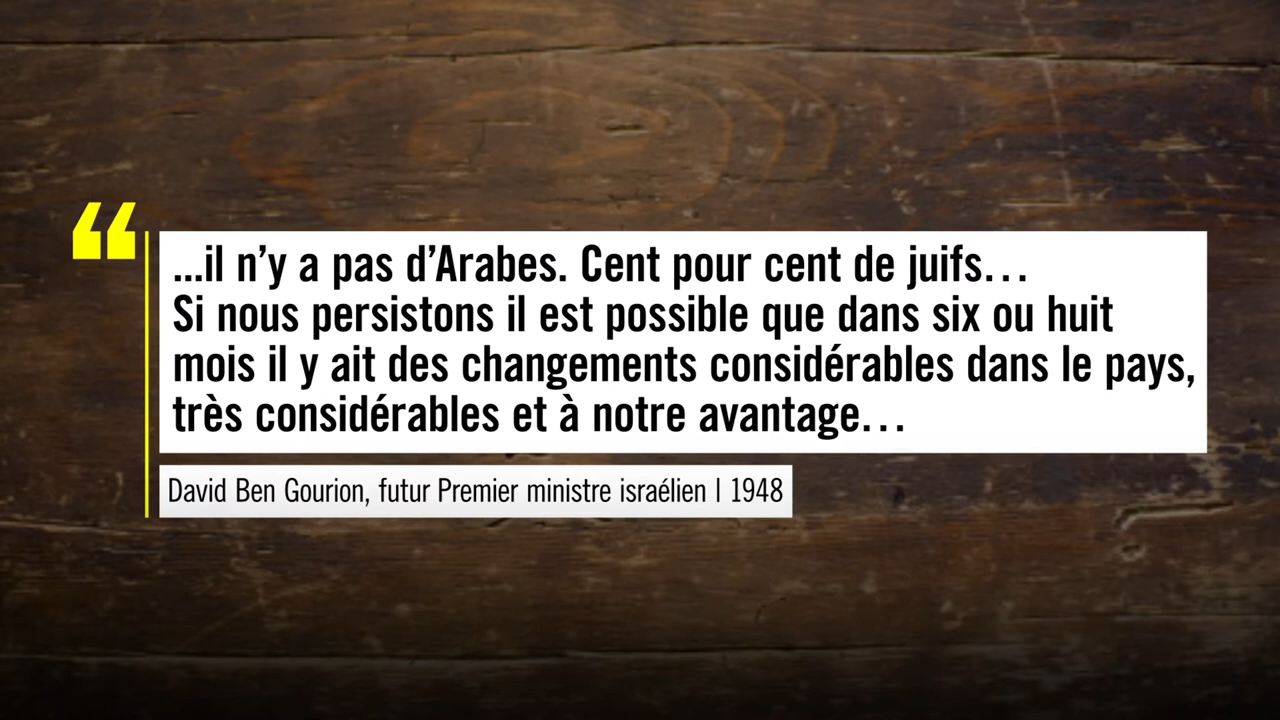 “
...il n’y a pas d’Arabes. Cent pour cent de juifs...
Si nous persistons il est possible que dans six ou huit
mois il y ait des changements considérables dans le pays,
très considérables et à notre avantage...
David Ben Gourion, futur Premier ministre israélien | 1948